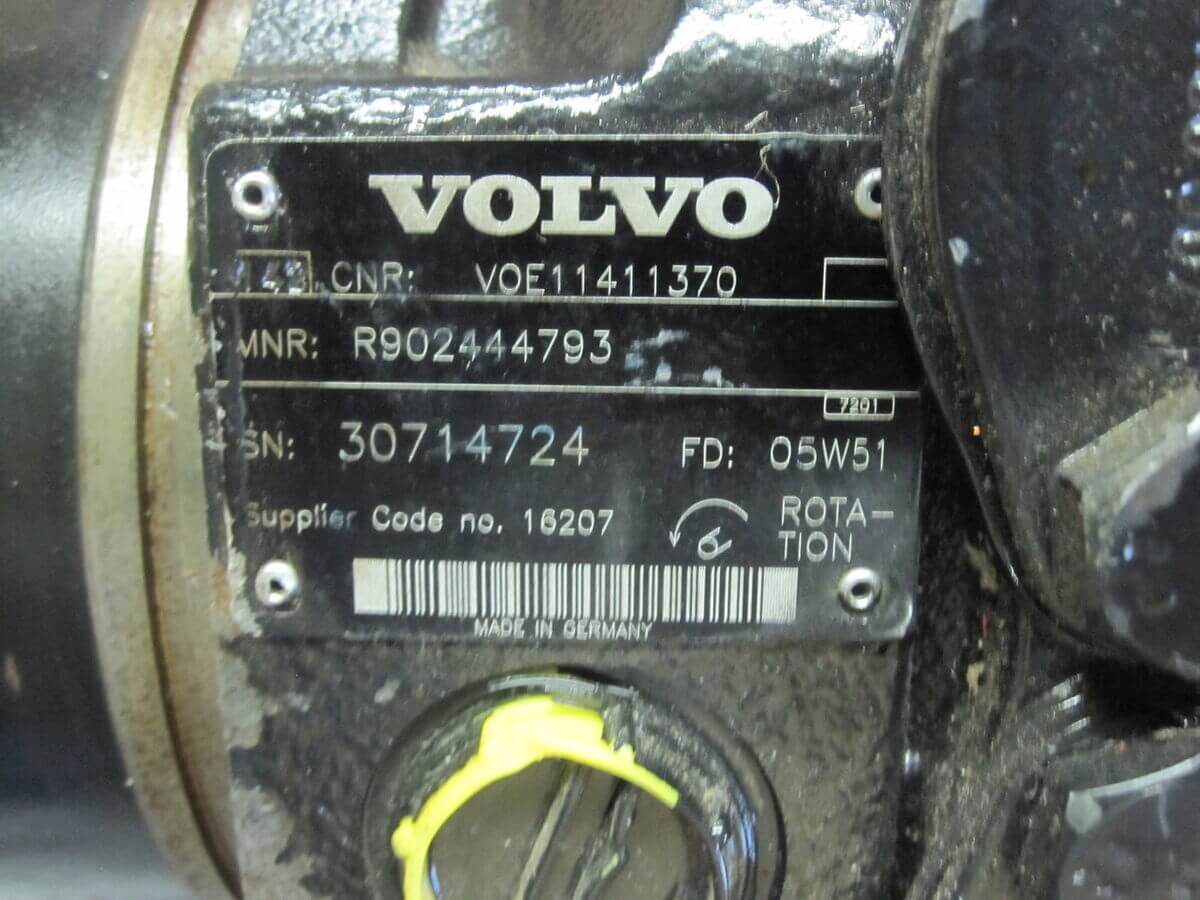 VOLVO
CNR: VOE11411370
MNR: R902444793
7201
SN: 30714724 FD: 05W51
Supplier Code no. 16207 ROTA-
TION
MADE IN GERMANY